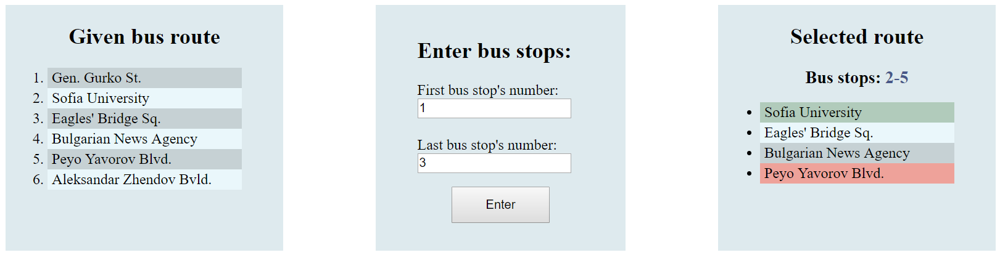 Given bus route
1. Gen. Gurko St.
2. Sofia University
3. Eagles' Bridge Sq.
4. Bulgarian News Agency
5. Peyo Yavorov Blvd.
6. Aleksandar Zhendov Bvld.
Enter bus stops:
First bus stop's number:
1
Last bus stop's number:
3
Enter
Selected route
Bus stops: 2-5
• Sofia University
• Eagles' Bridge Sq.
• Bulgarian News Agency
• Peyo Yavorov Blvd.